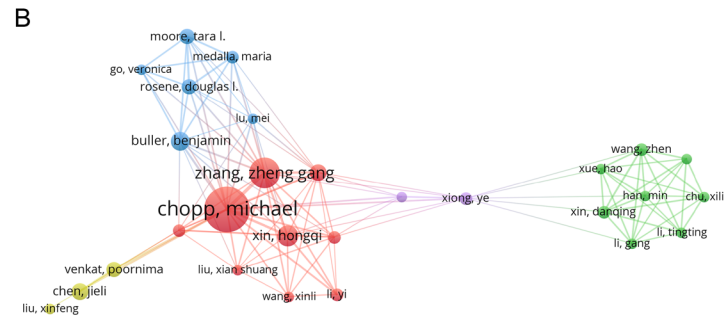 B
moore, tara l.
medalla, maria
go, veronica
rosene, douglas l.
lu, mei
buller, benjamin
wang, zhen
xue, hao
zhang, zheng gang
han, min
chu, xili
xiong, ye
chopp, michael
xin, danqing
xin, hongqi
li, tingting
li, gang
venkat, poornima
liu, xian shuang
chen, jieli
wang, xinli
li, yi
liu, xinfeng